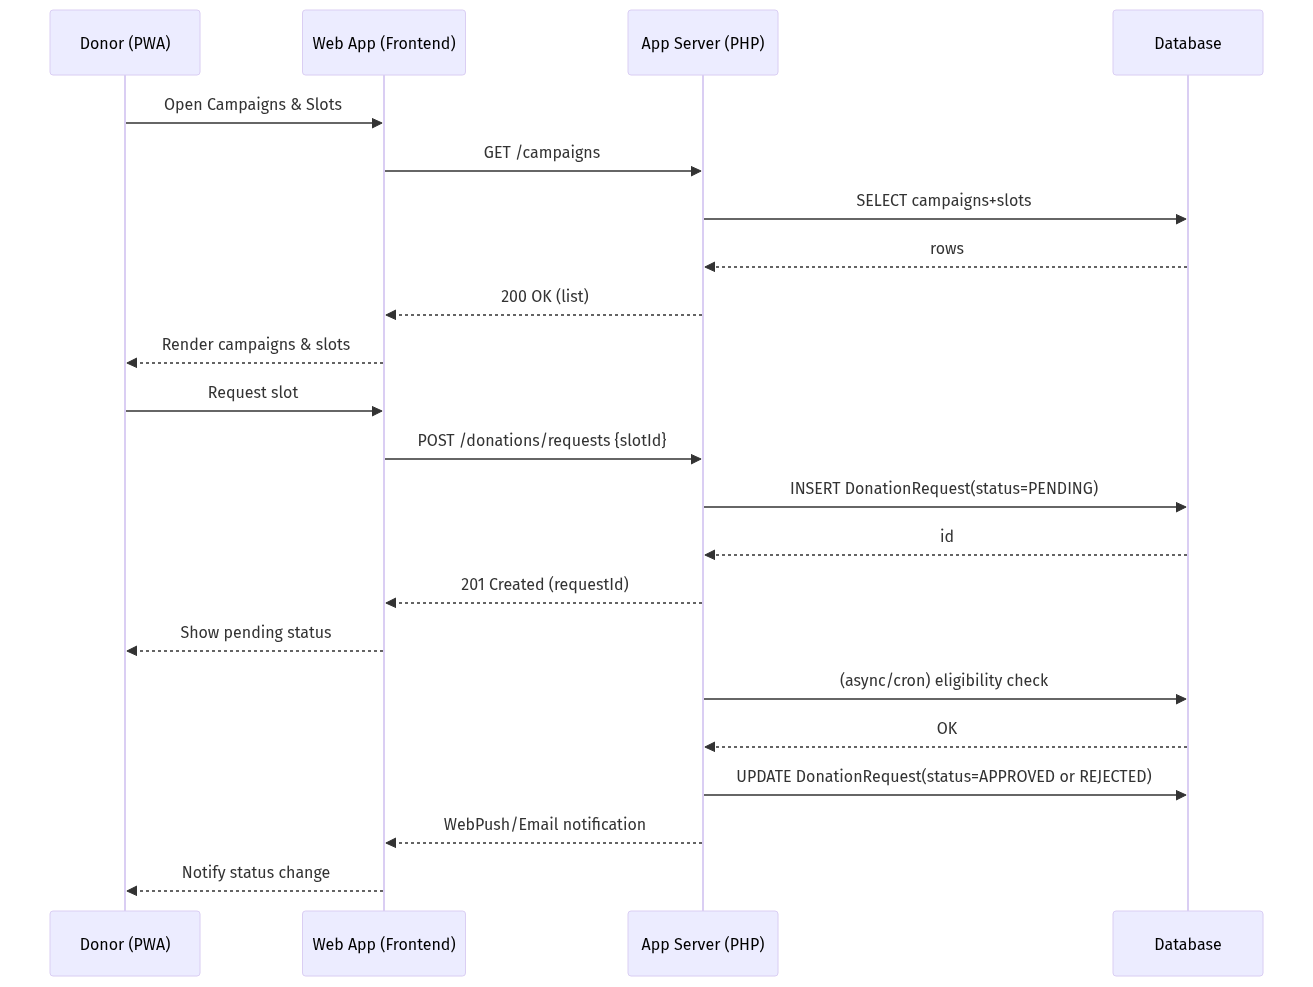 Donor (PWA)
Web App (Frontend)
App Server (PHP)
Database
Open Campaigns & Slots
GET /campaigns
SELECT campaigns+slots
rows
200 OK (list)
Render campaigns & slots
Request slot
POST /donations/requests {slotId}
INSERT DonationRequest(status=PENDING)
id
201 Created (requestId)
Show pending status
(async/cron) eligibility check
OK
UPDATE DonationRequest(status=APPROVED or REJECTED)
WebPush/Email notification
Notify status change
Donor (PWA)
Web App (Frontend)
App Server (PHP)
Database